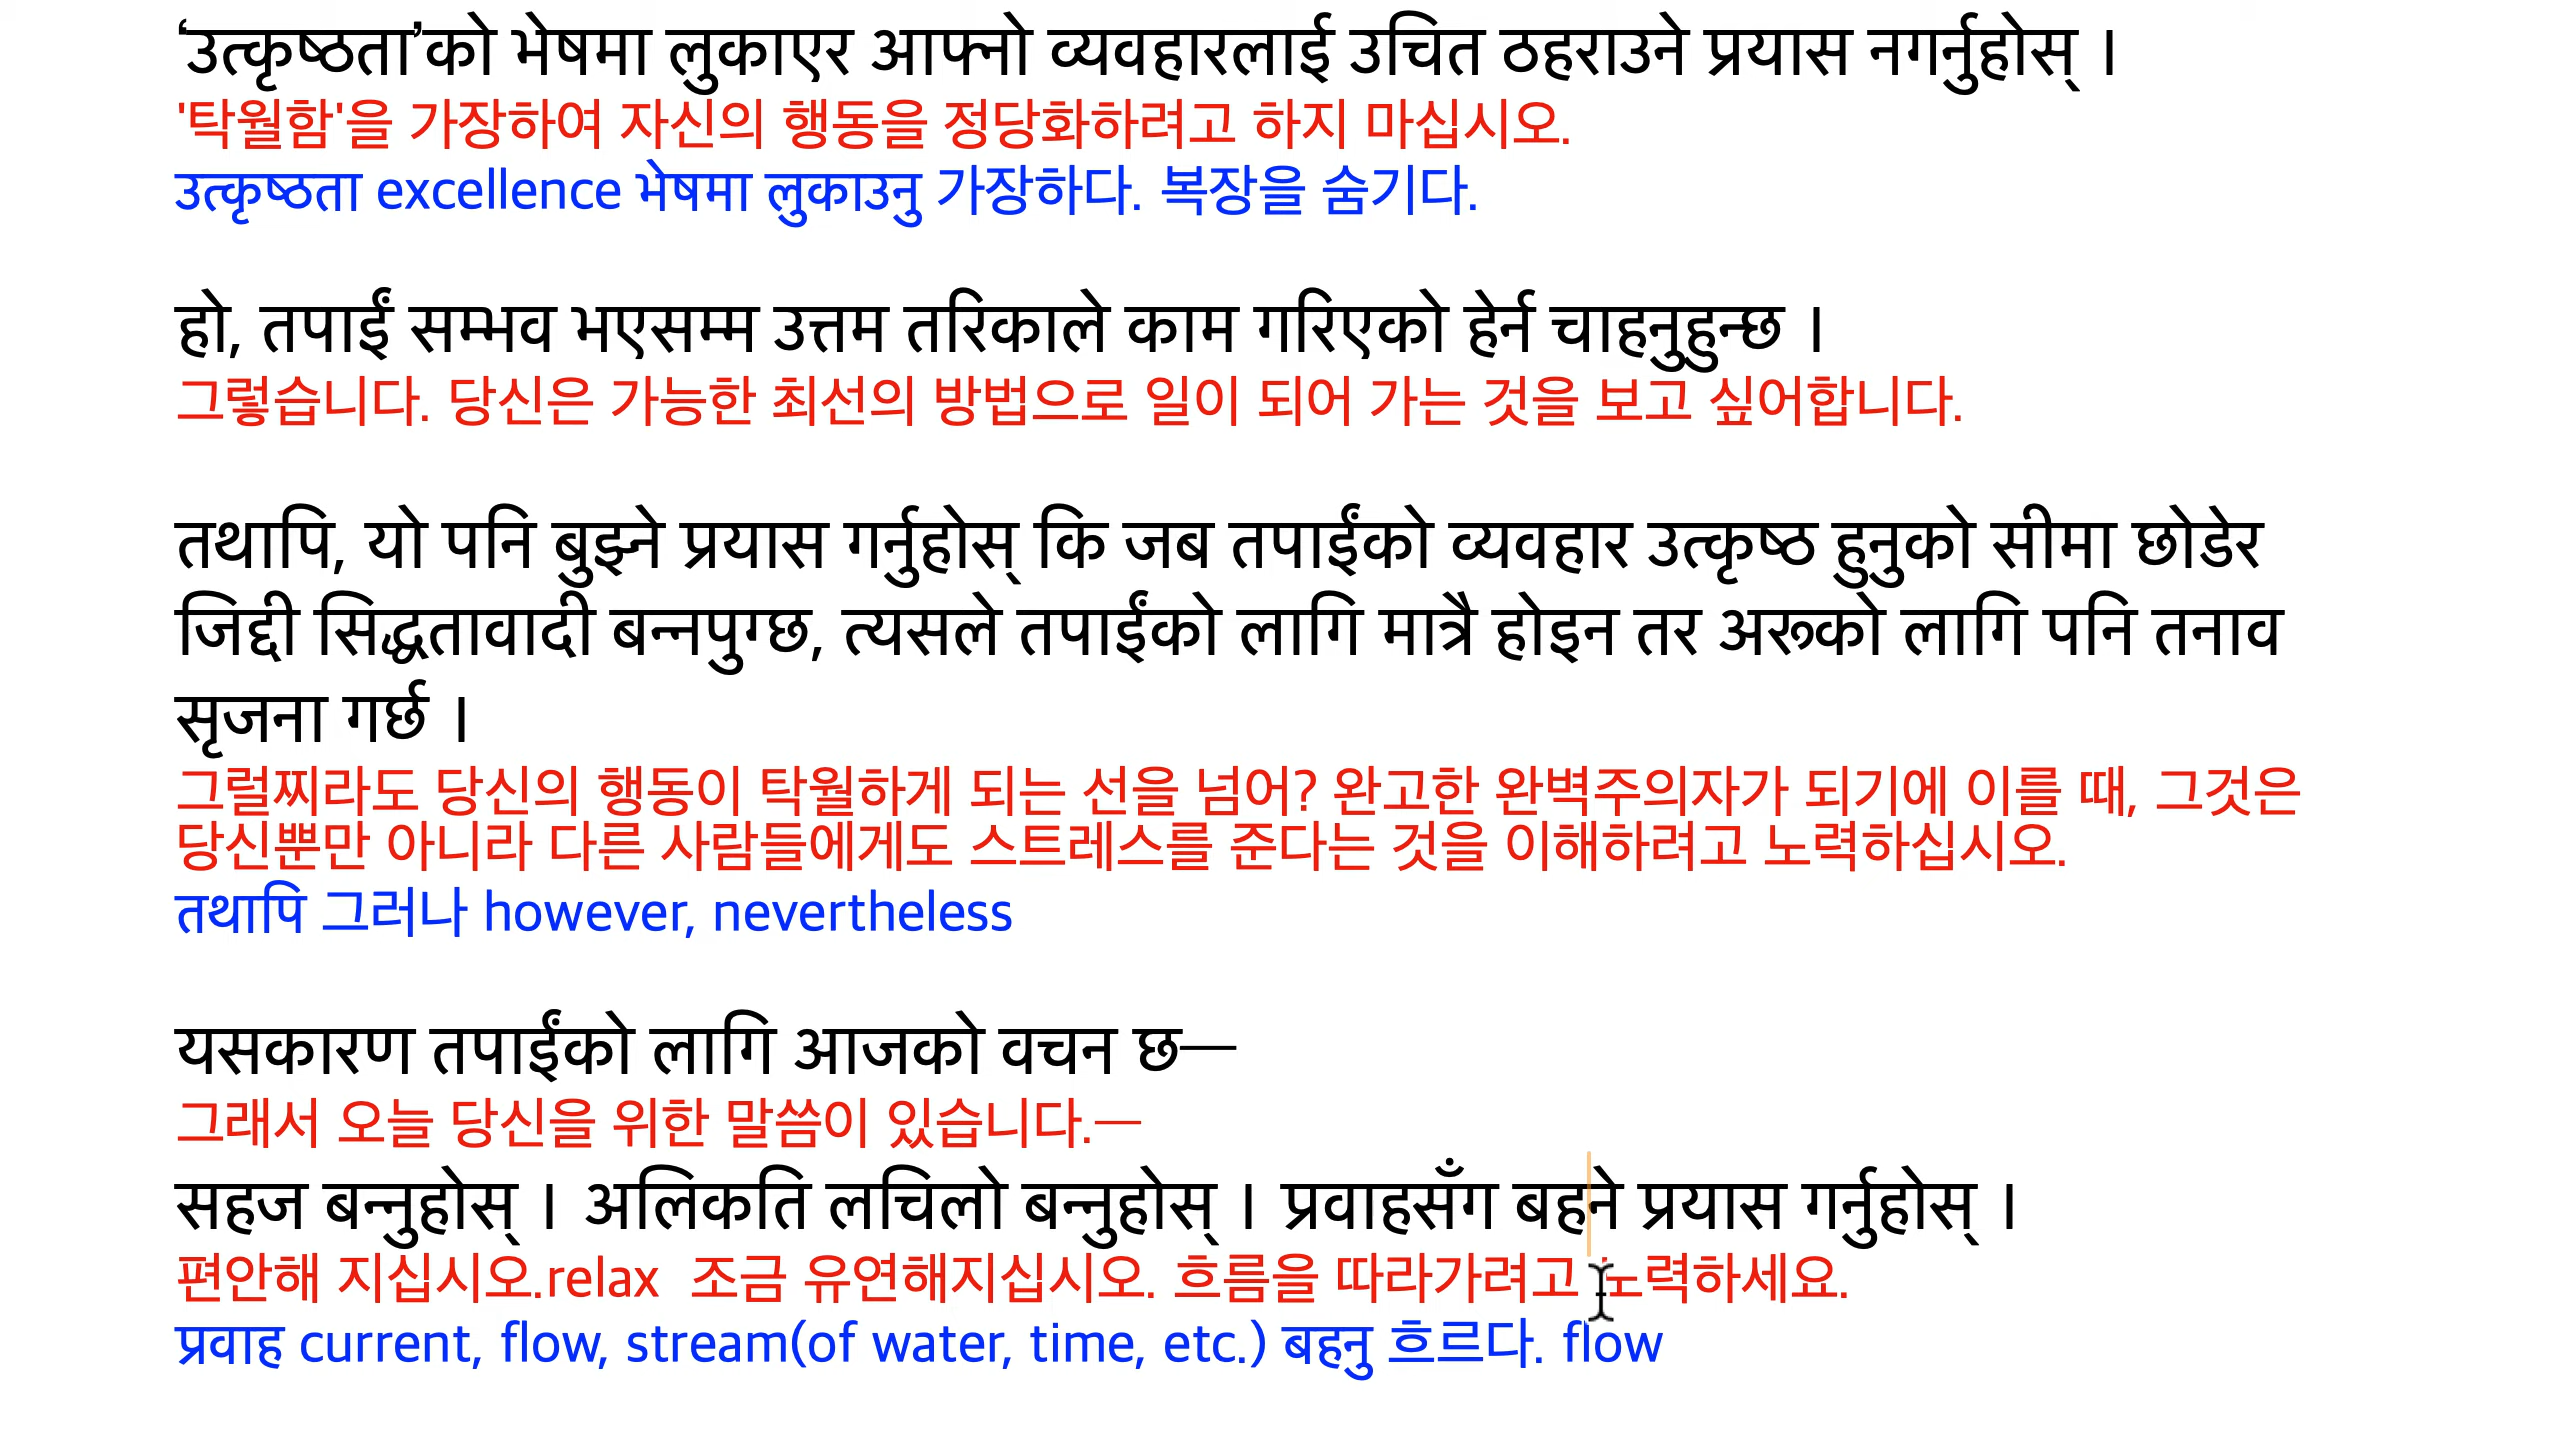 ‘उत्कृष्ठता’को भेषमा लुकाएर आफ्नो व्यवहारलाई उचित ठहराउने प्रयास नगर्नुहोस् ।
'탁월함'을 가장하여 자신의 행동을 정당화하려고 하지 마십시오.
उत्कृष्ठता excellence भेषमा लुकाउनु 가장하다. 복장을 숨기다.
हो, तपाईं सम्भव भएसम्म उत्तम तरिकाले काम गरिएको हेर्न चाहनुहुन्छ ।
그렇습니다. 당신은 가능한 최선의 방법으로 일이 되어 가는 것을 보고 싶어합니다.
तथापि, यो पनि बुझ्ने प्रयास गर्नुहोस् कि जब तपाईंको व्यवहार उत्कृष्ठ हुनुको सीमा छोडेर
जिद्दी सिद्धतावादी बन्नपुग्छ, त्यसले तपाईंको लागि मात्रै होइन तर अरूको लागि पनि तनाव
सृजना गर्छ ।
그럴찌라도 당신의 행동이 탁월하게 되는 선을 넘어? 완고한 완벽주의자가 되기에 이를 때, 그것은
당신뿐만 아니라 다른 사람들에게도 스트레스를 준다는 것을 이해하려고 노력하십시오.
तथापि 그러나 however, nevertheless
यसकारण तपाईंको लागि आजको वचन छ—
그래서 오늘 당신을 위한 말씀이 있습니다.—
सहज बन्नुहोस् । अलिकति लचिलो बन्नुहोस् । प्रवाहसँग बहने प्रयास गर्नुहोस् ।
편안해 지십시오.relax 조금 유연해지십시오. 흐름을 따라가려고 노력하세요.
प्रवाह current, flow, stream(of water, time, etc.) बहनु 흐르다. flow